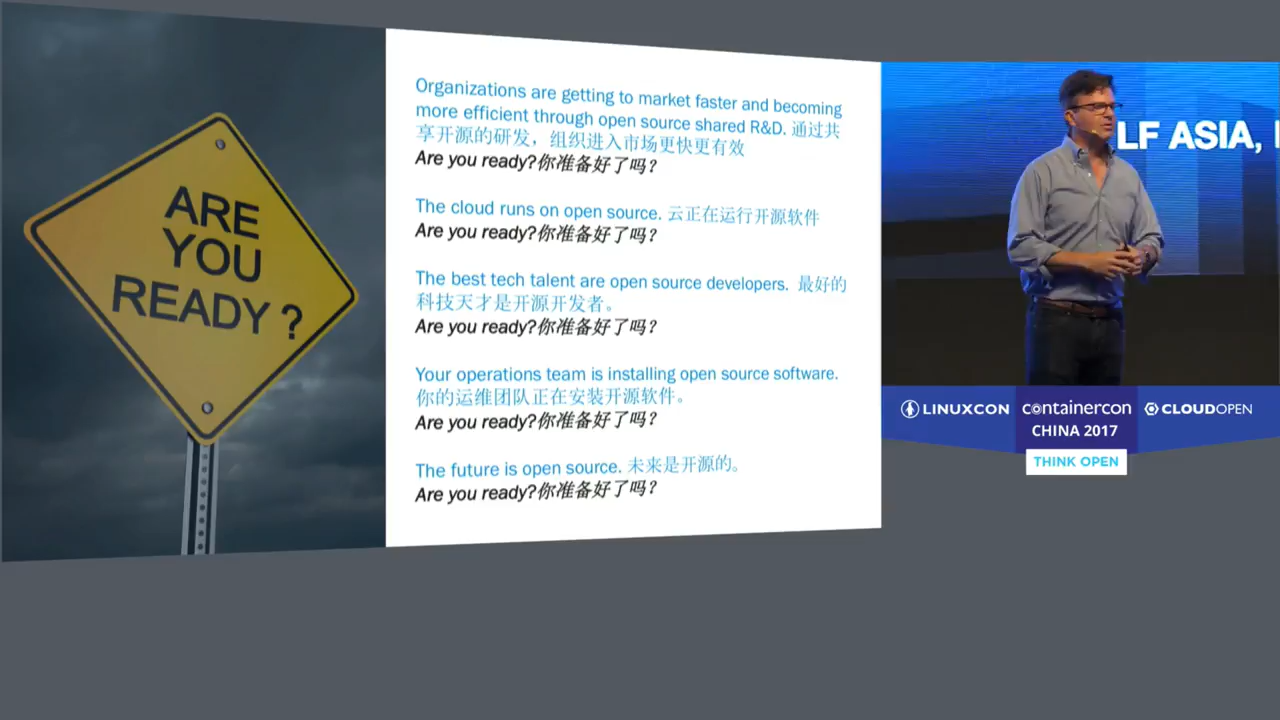 ARE
YOU
READY ?
Organizations are getting to market faster and becoming
more efficient through open source shared R&D. 通过共
享开源的研发，组织进入市场更快更有效
Are you ready?你准备好了吗?
The cloud runs on open source. 云正在运行开源软件
Are you ready?你准备好了吗?
The best tech talent are open source developers. 最好的
科技天才是开源开发者。
Are you ready?你准备好了吗?
Your operations team is installing open source software.
你的运维团队正在安装开源软件。
Are you ready?你准备好了吗?
The future is open source. 未来是开源的。
Are you ready?你准备好了吗?
LF ASIA,
LINUXCON
containercon
CLOUDOPEN
CHINA 2017
THINK OPEN